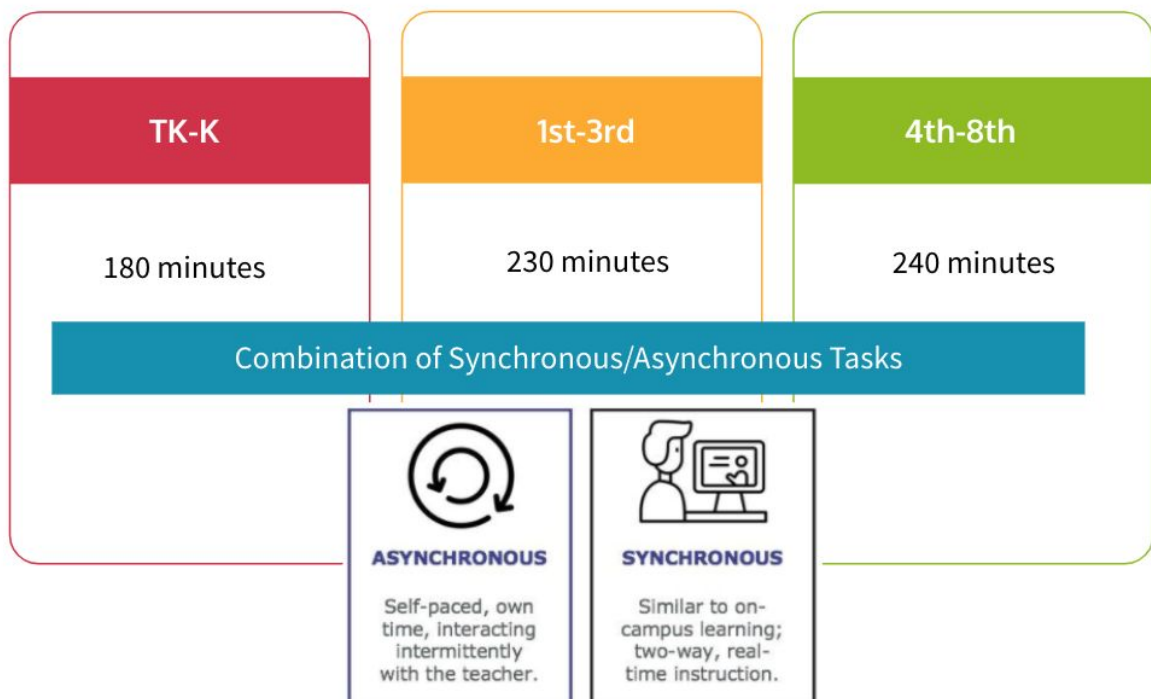 TK-K
1st-3rd
4th-8th
180 minutes
230 minutes
240 minutes
Combination of Synchronous/Asynchronous Tasks
ASYNCHRONOUS
Self-paced, own
time, interacting
intermittently
with the teacher.
SYNCHRONOUS
Similar to on-
campus learning;
two-way, real-
time instruction.